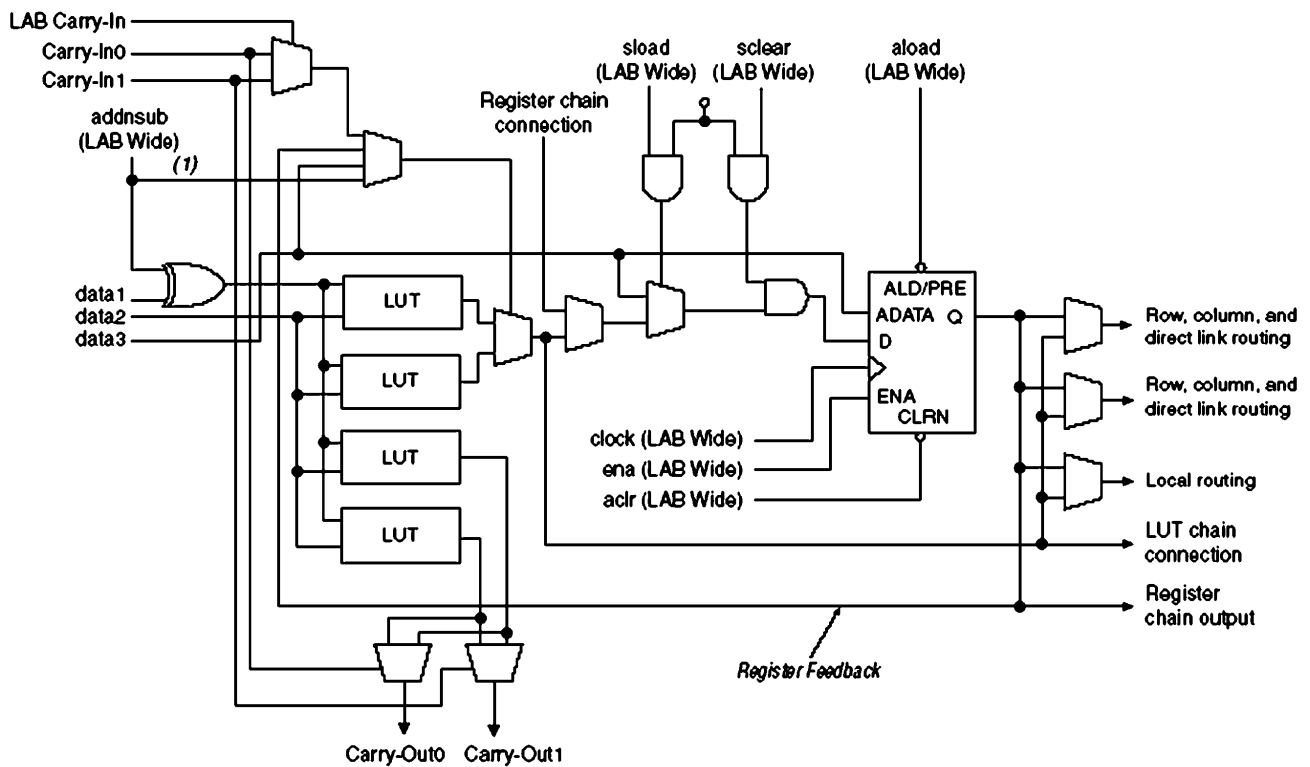 LAB Carry-In
Carry-In0
Carry-In1
addnsub
(LAB Wide)
(1)
data1
data2
data3
Register chain
connection
sload
(LAB Wide)
sclear
(LAB Wide)
aload
(LAB Wide)
LUT
LUT
LUT
LUT
ALD/PRE
ADATA Q
D
ENA
CLRN
clock (LAB Wide)
ena (LAB Wide)
aclr (LAB Wide)
Row, column, and
direct link routing
Row, column, and
direct link routing
Local routing
LUT chain
connection
Register
chain output
Register Feedback
Carry-Out0
Carry-Out1